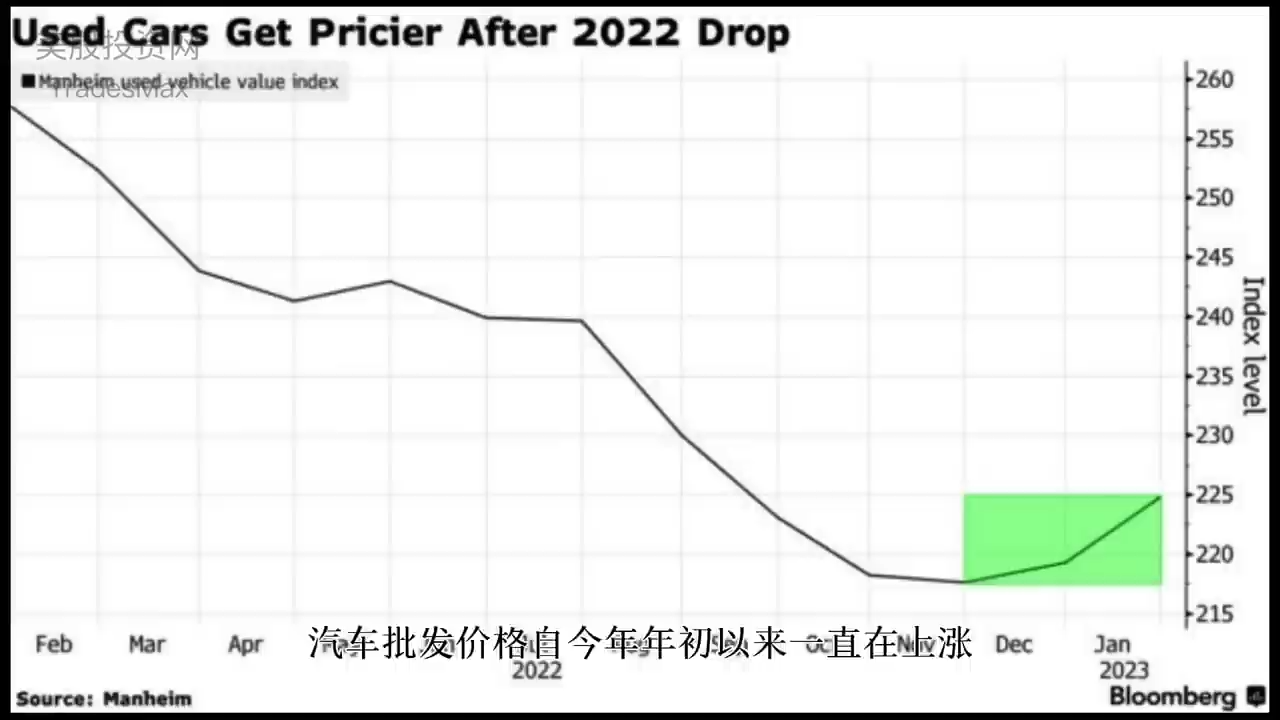 Used Cars Get Pricier After 2022 Drop
美股投资网
Manheim used vehicle value index
TradesMax
260
255
250
245
240
235
230
225
220
215
Index level
Feb Mar Apr Nov Dec Jan
汽车批发价格自今年年初以来一直在上涨
2022 2023
Source: Manheim
Bloomberg